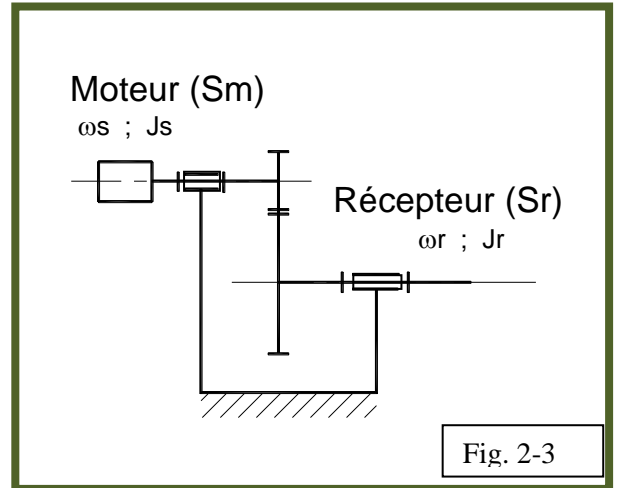 Moteur (Sm)
ωs ; Js
Récepteur (Sr)
ωr ; Jr
Fig. 2-3